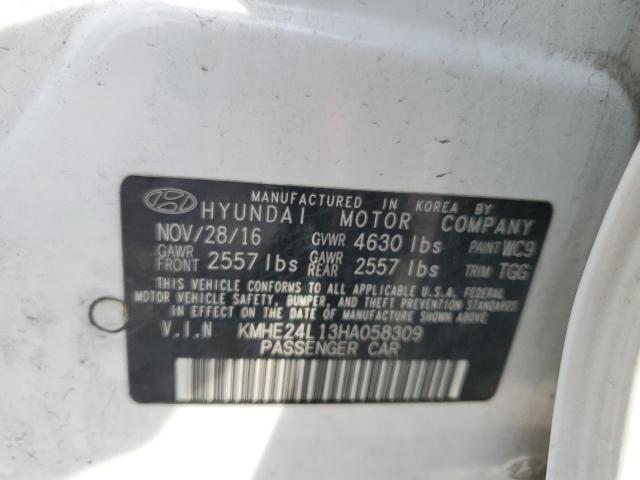 MANUFACTURED IN KOREA BY
HYUNDAI MOTOR COMPANY
NOV/28/16 GVWR 4630 lbs PAINT WC9
GAWR FRONT 2557 lbs GAWR REAR 2557 lbs TRIM TGG
THIS VEHICLE CONFORMS TO ALL APPLICABLE U.S.A. FEDERAL
MOTOR VEHICLE SAFETY, BUMPER, AND THEFT PREVENTION STANDARDS
IN EFFECT ON THE DATE OF MANUFACTURE SHOWN ABOVE.
V.I.N KMHE24L13HA058309
PASSENGER CAR